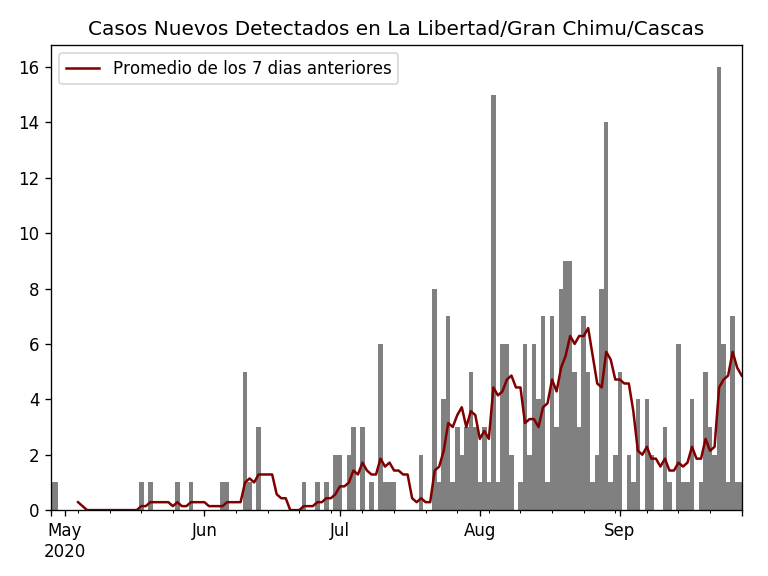 Casos Nuevos Detectados en La Libertad/Gran Chimu/Cascas
Promedio de los 7 dias anteriores
16
14
12
10
8
6
4
2
0
May
2020
Jun
Jul
Aug
Sep